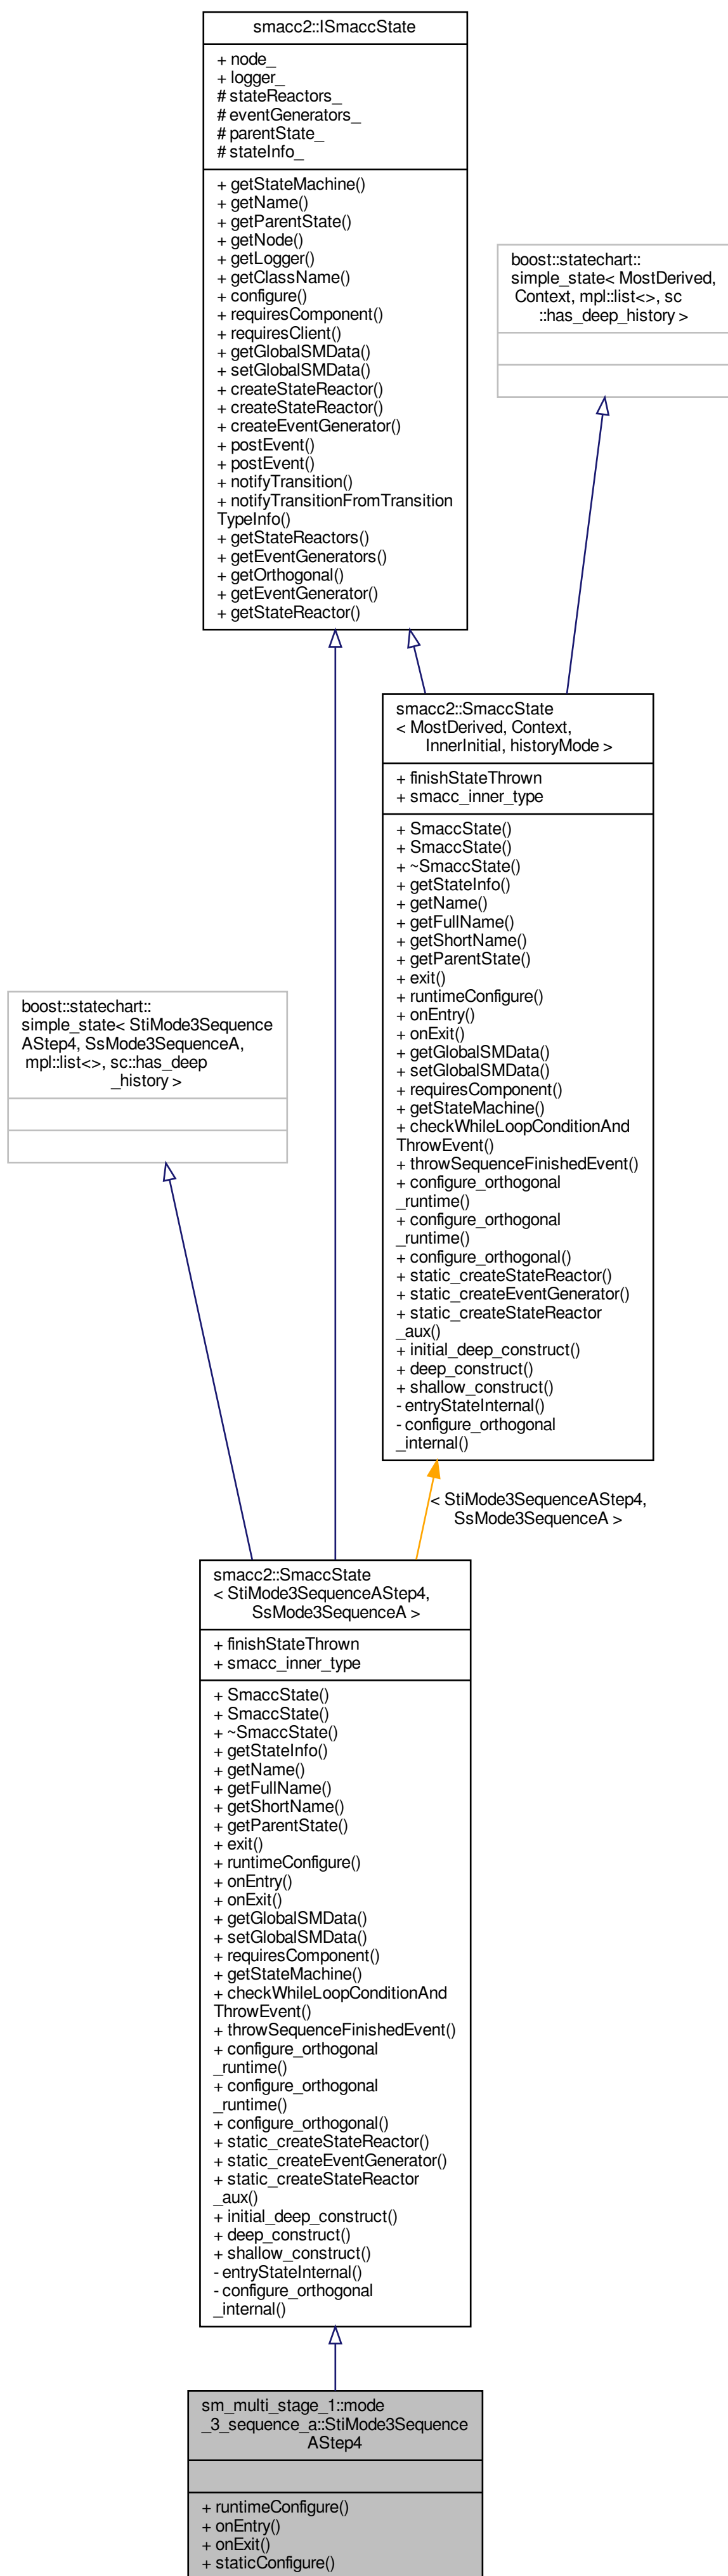 smacc2::ISmaccState
+ node_
+ logger_
# stateReactors_
# eventGenerators_
# parentState_
# stateInfo_
+ getStateMachine()
+ getName()
+ getParentState()
+ getNode()
+ getLogger()
+ getClassName()
+ configure()
+ requiresComponent()
+ requiresClient()
+ getGlobalSMData()
+ setGlobalSMData()
+ createStateReactor()
+ createStateReactor()
+ createEventGenerator()
+ postEvent()
+ postEvent()
+ notifyTransition()
+ notifyTransitionFromTransition
TypeInfo()
+ getStateReactors()
+ getEventGenerators()
+ getOrthogonal()
+ getEventGenerator()
+ getStateReactor()
boost::statechart::
simple_state< MostDerived,
Context, mpl::list<>, sc
::has_deep_history >
smacc2::SmaccState
< MostDerived, Context,
InnerInitial, historyMode >
+ finishStateThrown
+ smacc_inner_type
+ SmaccState()
+ SmaccState()
+ ~SmaccState()
+ getStateInfo()
+ getName()
+ getFullName()
+ getShortName()
+ getParentState()
+ exit()
+ runtimeConfigure()
+ onEntry()
+ onExit()
+ getGlobalSMData()
+ setGlobalSMData()
+ requiresComponent()
+ getStateMachine()
+ checkWhileLoopConditionAnd
ThrowEvent()
+ throwSequenceFinishedEvent()
+ configure_orthogonal
_runtime()
+ configure_orthogonal
_runtime()
+ configure_orthogonal()
+ static_createStateReactor()
+ static_createEventGenerator()
+ static_createStateReactor
_aux()
+ initial_deep_construct()
+ deep_construct()
+ shallow_construct()
- entryStateInternal()
- configure_orthogonal
_internal()
boost::statechart::
simple_state< StiMode3Sequence
AStep4, SsMode3SequenceA,
mpl::list<>, sc::has_deep
_history >
< StiMode3SequenceAStep4,
SsMode3SequenceA >
smacc2::SmaccState
< StiMode3SequenceAStep4,
SsMode3SequenceA >
+ finishStateThrown
+ smacc_inner_type
+ SmaccState()
+ SmaccState()
+ ~SmaccState()
+ getStateInfo()
+ getName()
+ getFullName()
+ getShortName()
+ getParentState()
+ exit()
+ runtimeConfigure()
+ onEntry()
+ onExit()
+ getGlobalSMData()
+ setGlobalSMData()
+ requiresComponent()
+ getStateMachine()
+ checkWhileLoopConditionAnd
ThrowEvent()
+ throwSequenceFinishedEvent()
+ configure_orthogonal
_runtime()
+ configure_orthogonal
_runtime()
+ configure_orthogonal()
+ static_createStateReactor()
+ static_createEventGenerator()
+ static_createStateReactor
_aux()
+ initial_deep_construct()
+ deep_construct()
+ shallow_construct()
- entryStateInternal()
- configure_orthogonal
_internal()
sm_multi_stage_1::mode
_3_sequence_a::StiMode3Sequence
AStep4
+ runtimeConfigure()
+ onEntry()
+ onExit()
+ staticConfigure()